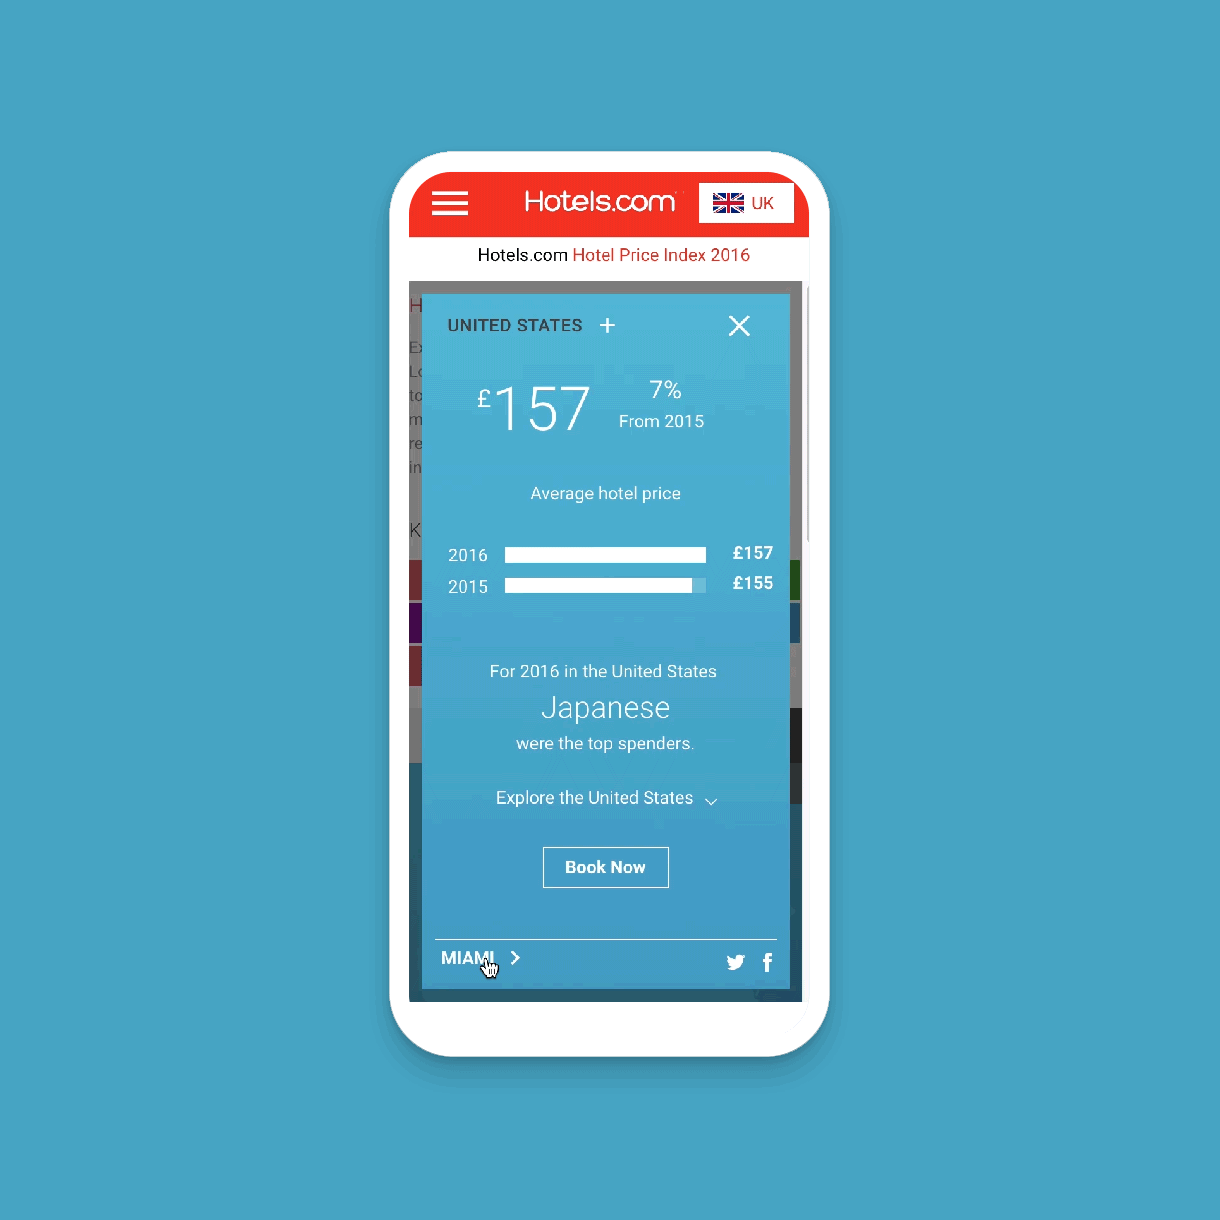 Hotels.com
UK
Hotels.com Hotel Price Index 2016
UNITED STATES +
£157
7%
From 2015
Average hotel price
2016 £157
2015 £155
For 2016 in the United States
Japanese
were the top spenders.
Explore the United States
Book Now
MIAMI